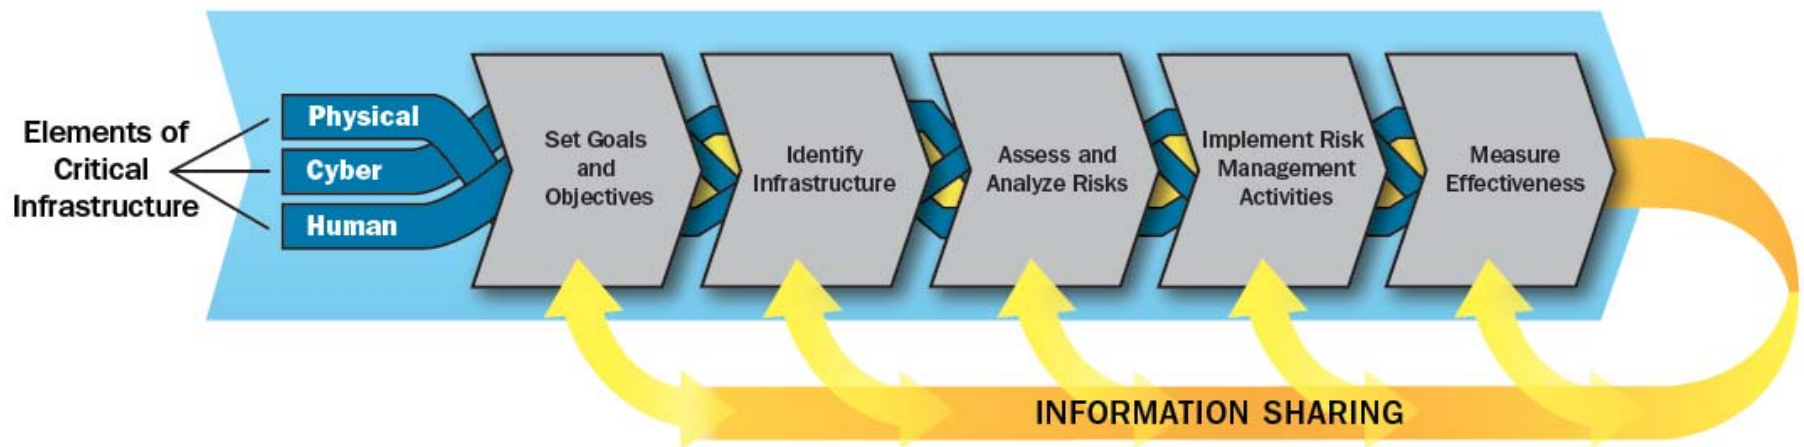 Elements of
Critical
Infrastructure
Physical
Cyber
Human
Set Goals
and
Objectives
Identify
Infrastructure
Assess and
Analyze Risks
Implement Risk
Management
Activities
Measure
Effectiveness
INFORMATION SHARING